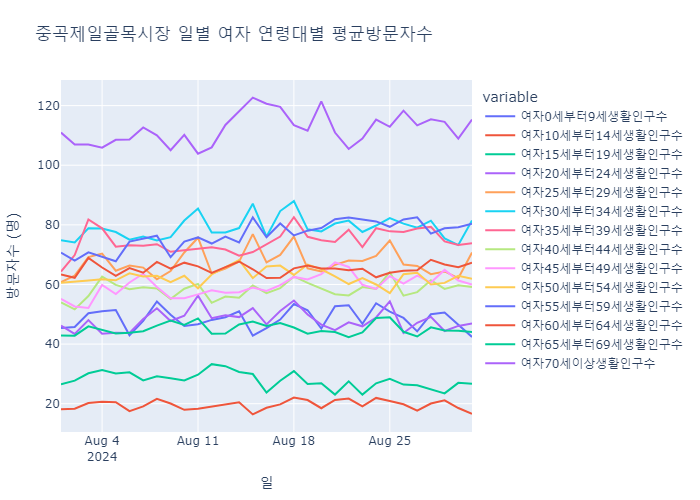 중곡제일골목시장 일별 여자 연령대별 평균방문자수
variable
여자0세부터9세생활인구수
여자10세부터14세생활인구수
여자15세부터19세생활인구수
여자20세부터24세생활인구수
여자25세부터29세생활인구수
여자30세부터34세생활인구수
여자35세부터39세생활인구수
여자40세부터44세생활인구수
여자45세부터49세생활인구수
여자50세부터54세생활인구수
여자55세부터59세생활인구수
여자60세부터64세생활인구수
여자65세부터69세생활인구수
여자70세이상생활인구수
방문자수 (명)
120
100
80
60
40
20
Aug 4
2024
Aug 11
Aug 18
Aug 25
일